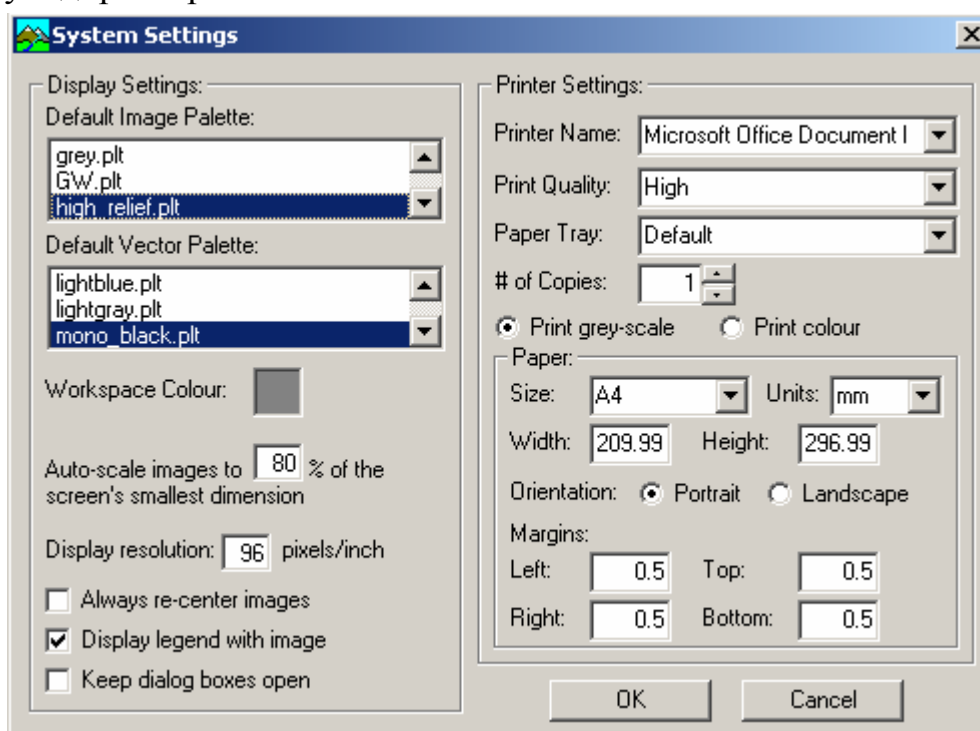 System Settings
Display Settings:
Default Image Palette:
grey.plt
GW.plt
high_relief.plt
Default Vector Palette:
lightblue.plt
lightgray.plt
mono_black.plt
Workspace Colour:
Auto-scale images to 80 % of the
screen's smallest dimension
Display resolution: 96 pixels/inch
Always re-center images
Display legend with image
Keep dialog boxes open
Printer Settings:
Printer Name: Microsoft Office Document I
Print Quality: High
Paper Tray: Default
# of Copies: 1
Print grey-scale Print colour
Paper:
Size: A4 Units: mm
Width: 209.99 Height: 296.99
Orientation: Portrait Landscape
Margins:
Left: 0.5 Top: 0.5
Right: 0.5 Bottom: 0.5
OK Cancel